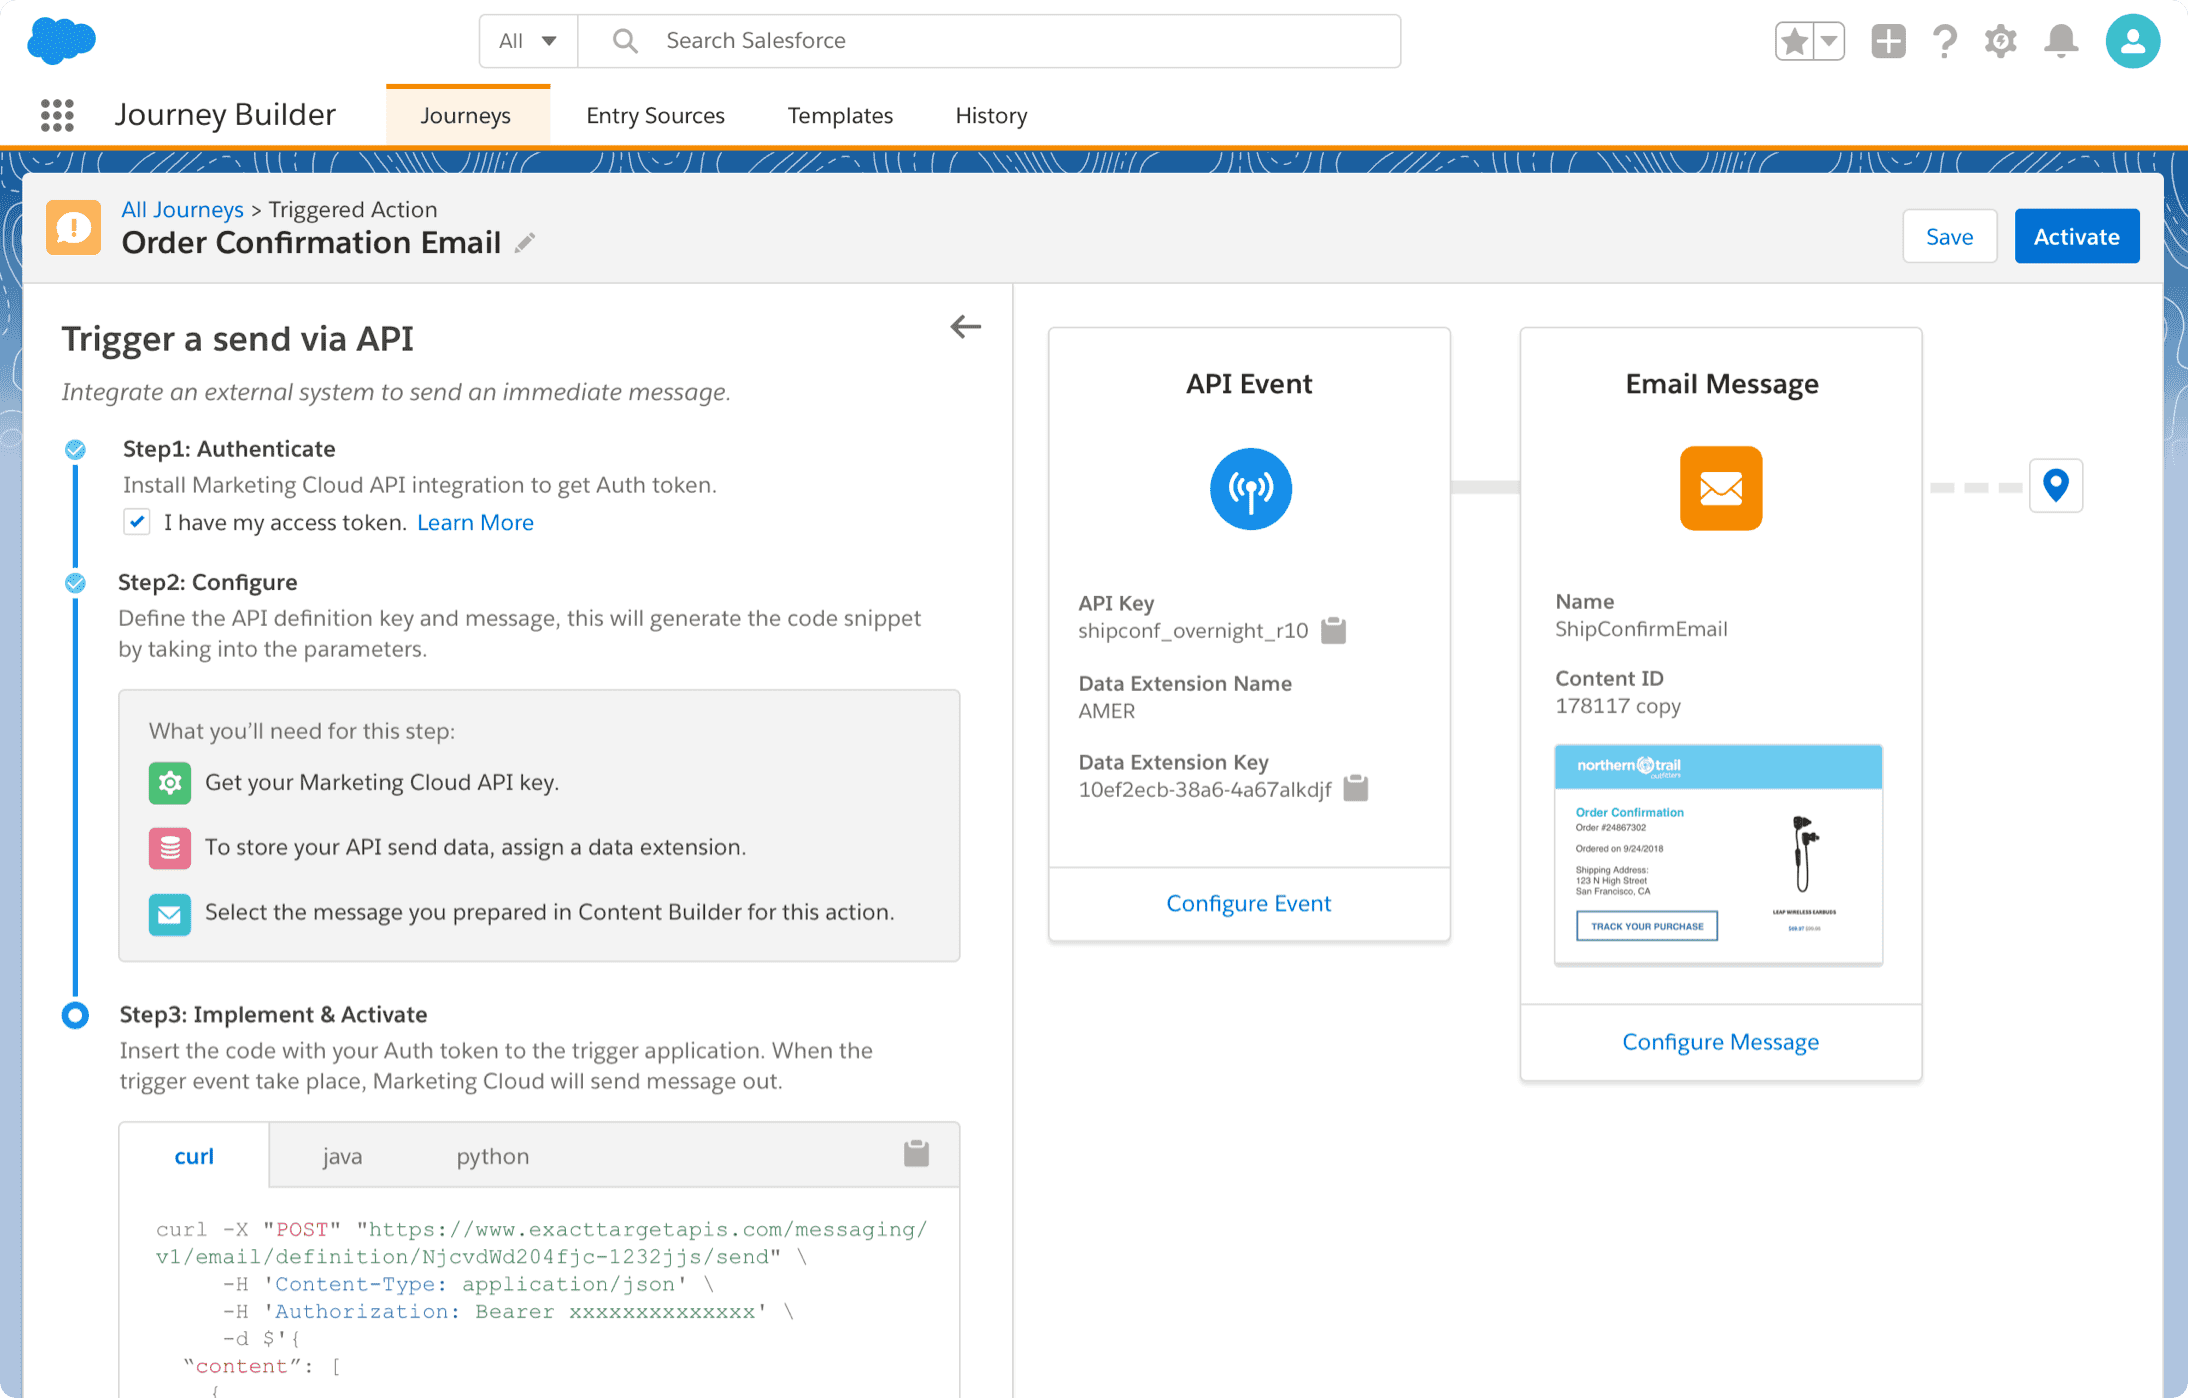 All
Search Salesforce
Journey Builder
Journeys
Entry Sources
Templates
History
All Journeys > Triggered Action
Order Confirmation Email
Save
Activate
Trigger a send via API
Integrate an external system to send an immediate message.
Step1: Authenticate
Install Marketing Cloud API integration to get Auth token.
I have my access token. Learn More
Step2: Configure
Define the API definition key and message, this will generate the code snippet
by taking into the parameters.
What you’ll need for this step:
Get your Marketing Cloud API key.
To store your API send data, assign a data extension.
Select the message you prepared in Content Builder for this action.
Step3: Implement & Activate
Insert the code with your Auth token to the trigger application. When the
trigger event take place, Marketing Cloud will send message out.
curl
java
python
curl -X "POST" "https://www.exacttargetapis.com/messaging/
v1/email/definition/NjcvdWd204fjc-1232jjs/send" \
-H 'Content-Type: application/json' \
-H 'Authorization: Bearer xxxxxxxxxxxxxx' \
-d $'{
“content”: [
{
API Event
API Key
shipconf_overnight_r10
Data Extension Name
AMER
Data Extension Key
10ef2ecb-38a6-4a67alkdjf
Configure Event
Email Message
Name
ShipConfirmEmail
Content ID
178117 copy
northern trail
outfitters
Order Confirmation
Order #24867302
Ordered on 9/24/2018
Shipping Address:
123 N High Street
San Francisco, CA
TRACK YOUR PURCHASE
LEAP WIRELESS EARBUDS
Configure Message